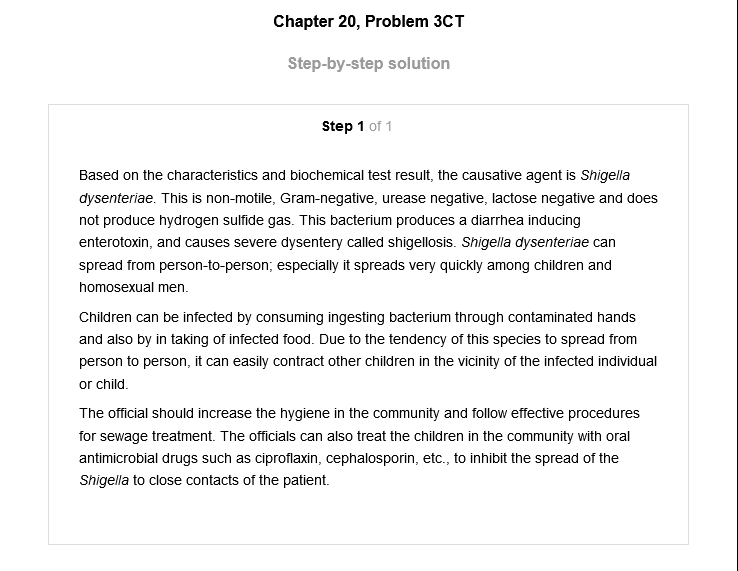 Chapter 20, Problem 3CT
Step-by-step solution
Step 1 of 1
Based on the characteristics and biochemical test result, the causative agent is Shigella
dysenteriae. This is non-motile, Gram-negative, urease negative, lactose negative and does
not produce hydrogen sulfide gas. This bacterium produces a diarrhea inducing
enterotoxin, and causes severe dysentery called shigellosis. Shigella dysenteriae can
spread from person-to-person; especially it spreads very quickly among children and
homosexual men.
Children can be infected by consuming ingesting bacterium through contaminated hands
and also by in taking of infected food. Due to the tendency of this species to spread from
person to person, it can easily contract other children in the vicinity of the infected individual
or child.
The official should increase the hygiene in the community and follow effective procedures
for sewage treatment. The officials can also treat the children in the community with oral
antimicrobial drugs such as ciproflaxin, cephalosporin, etc., to inhibit the spread of the
Shigella to close contacts of the patient.